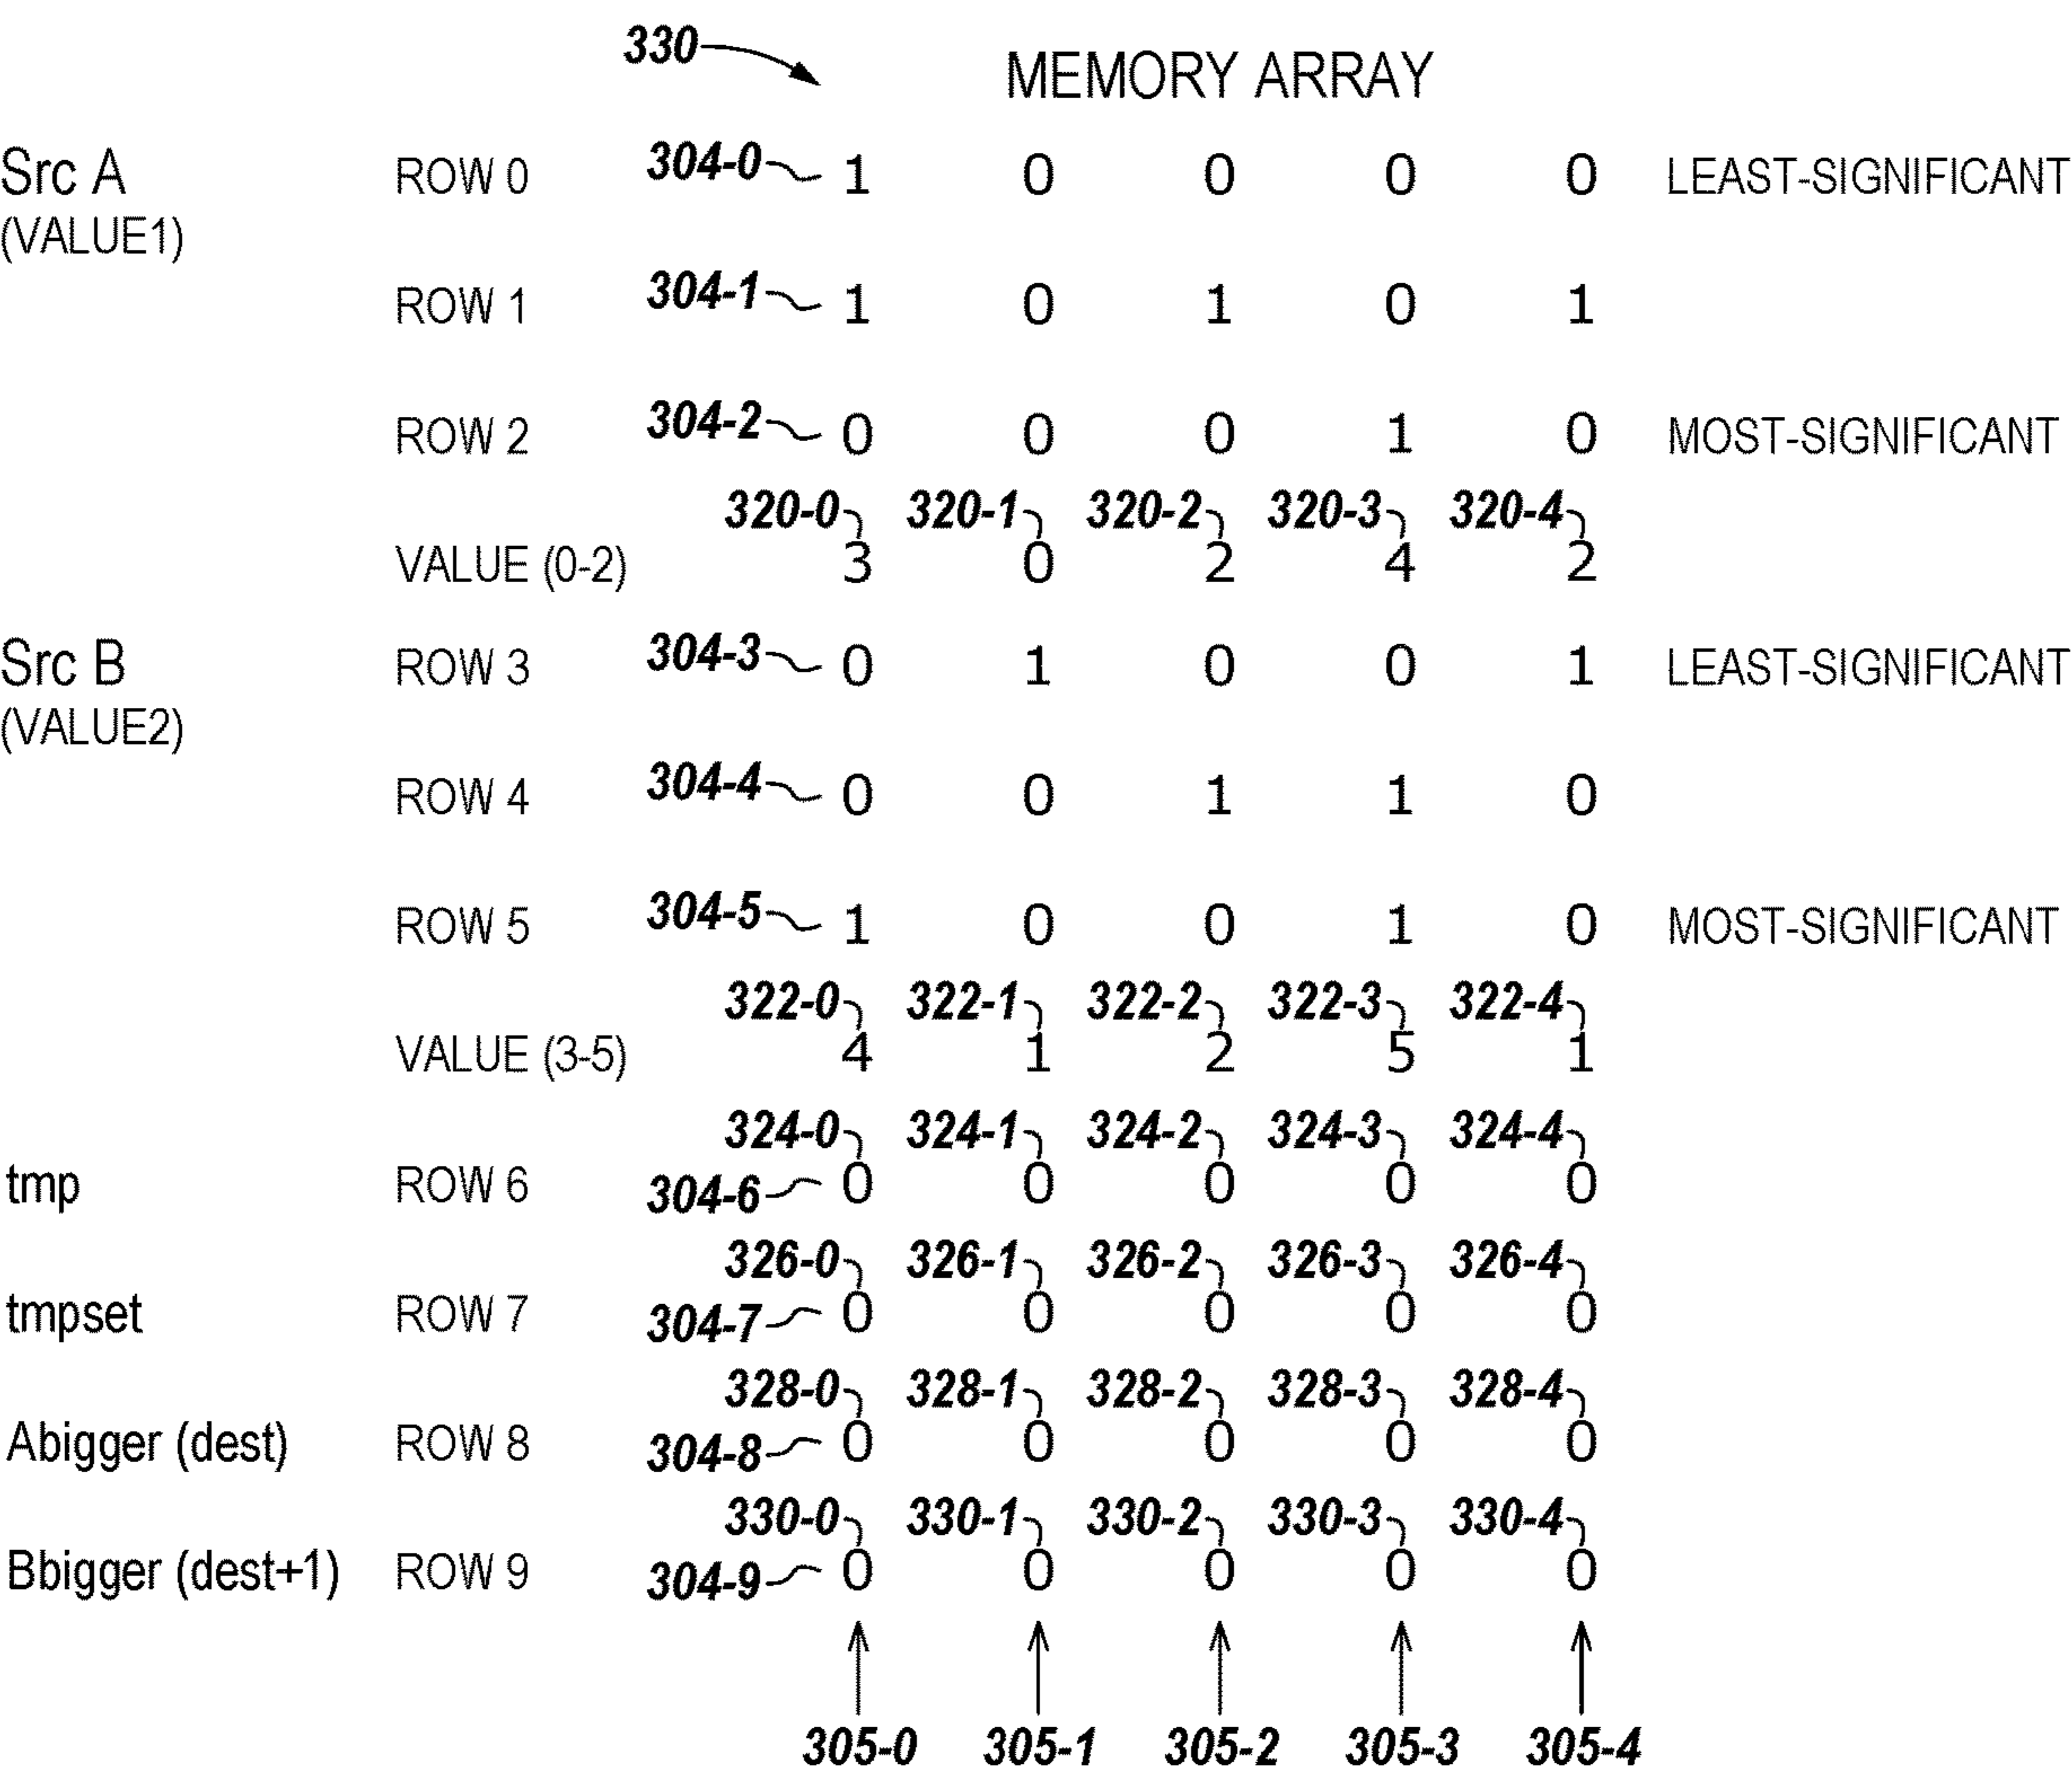 330 MEMORY ARRAY
Src A ROW 0 304-0 1 0 0 0 0 LEAST-SIGNIFICANT
(VALUE1)
ROW 1 304-1 1 0 1 0 1
ROW 2 304-2 0 0 0 1 0 MOST-SIGNIFICANT
320-0 320-1 320-2 320-3 320-4
VALUE (0-2) 3 0 2 4 2
Src B ROW 3 304-3 0 1 0 0 1 LEAST-SIGNIFICANT
(VALUE2)
ROW 4 304-4 0 0 1 1 0
ROW 5 304-5 1 0 0 1 0 MOST-SIGNIFICANT
322-0 322-1 322-2 322-3 322-4
VALUE (3-5) 4 1 2 5 1
324-0 324-1 324-2 324-3 324-4
tmp ROW 6 304-6 0 0 0 0 0
326-0 326-1 326-2 326-3 326-4
tmpset ROW 7 304-7 0 0 0 0 0
328-0 328-1 328-2 328-3 328-4
Abigger (dest) ROW 8 304-8 0 0 0 0 0
330-0 330-1 330-2 330-3 330-4
Bbigger (dest+1) ROW 9 304-9 0 0 0 0 0
305-0 305-1 305-2 305-3 305-4